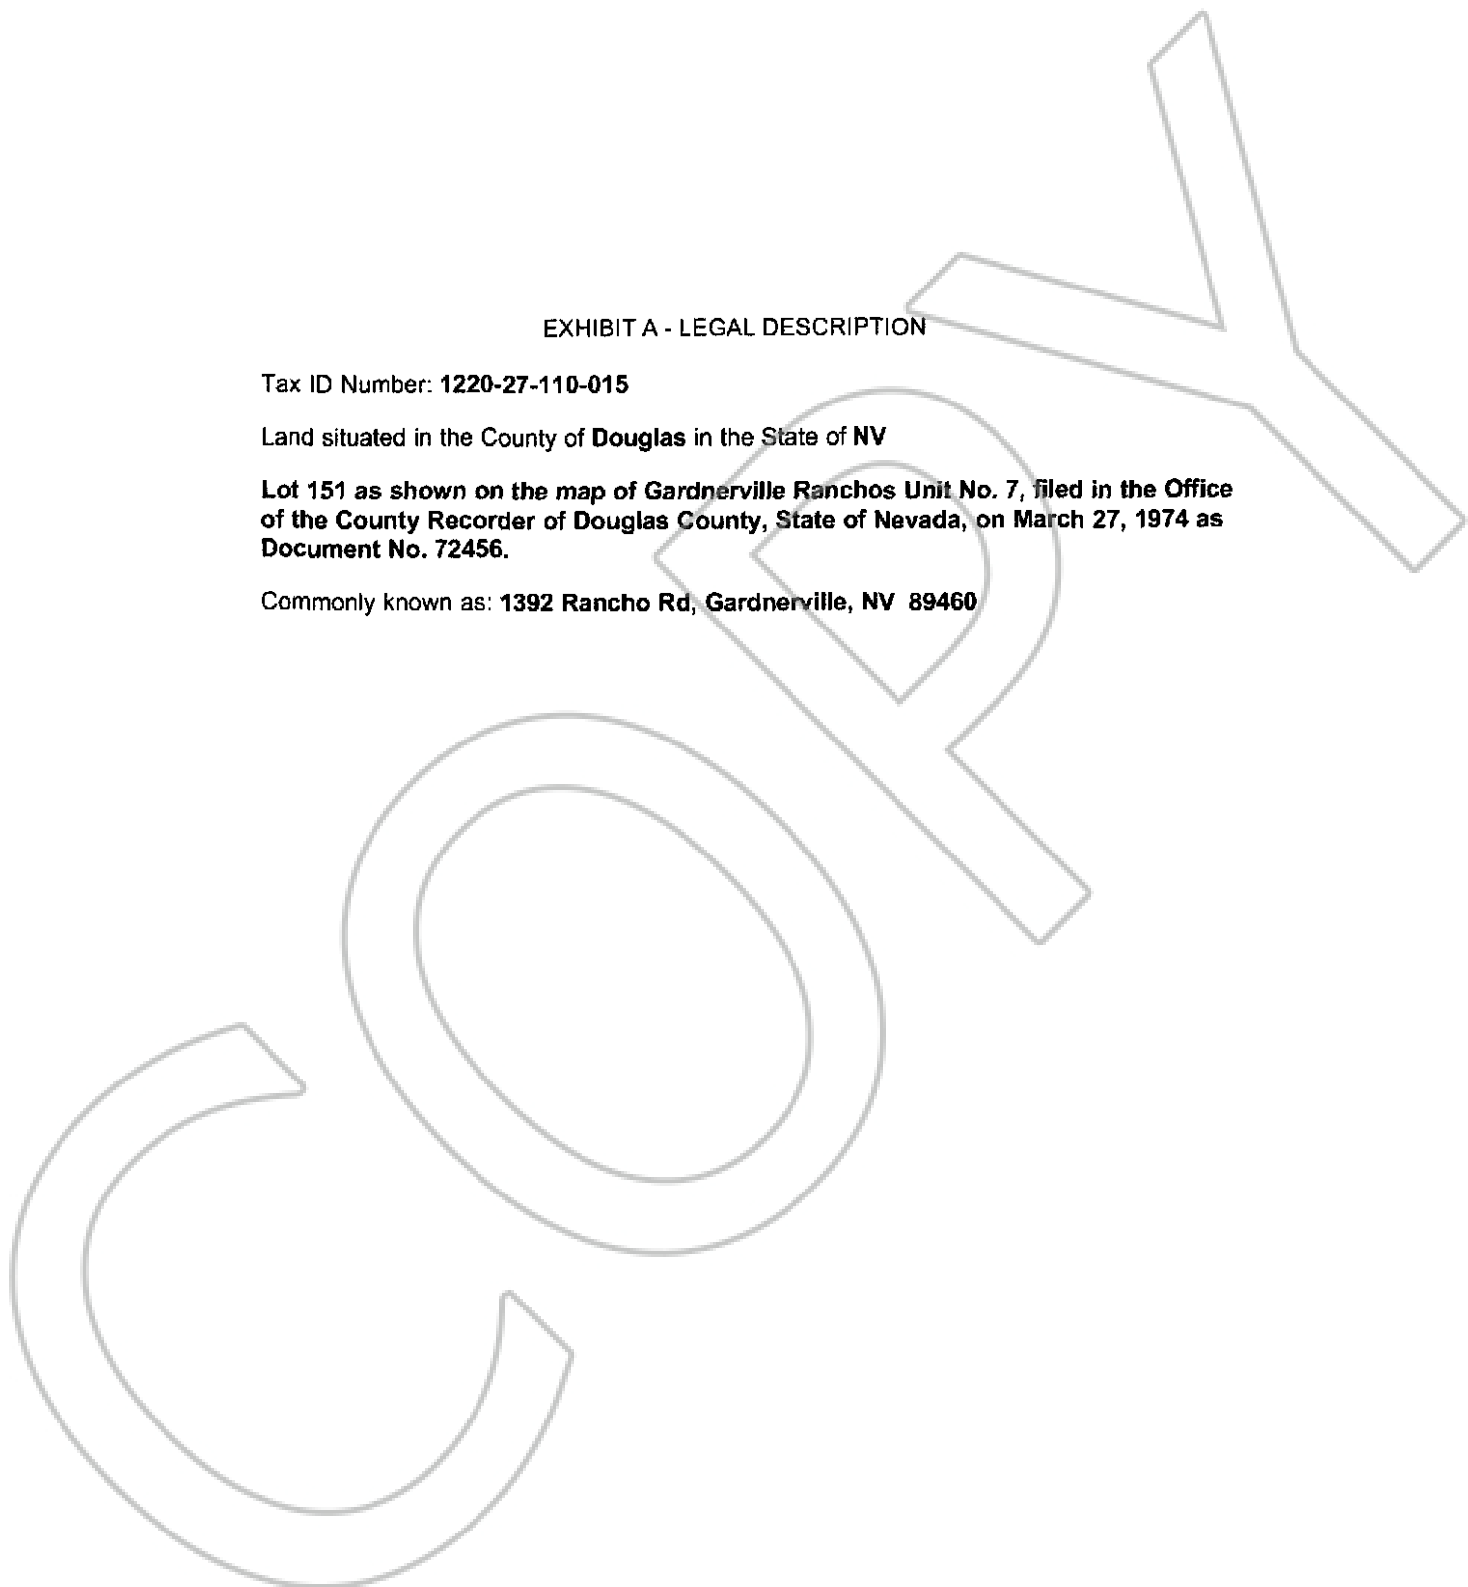 EXHIBIT A - LEGAL DESCRIPTION
Tax ID Number: 1220-27-110-015
Land situated in the County of Douglas in the State of NV
Lot 151 as shown on the map of Gardnerville Ranchos Unit No. 7, filed in the Office
of the County Recorder of Douglas County, State of Nevada, on March 27, 1974 as
Document No. 72456.
Commonly known as: 1392 Rancho Rd, Gardnerville, NV 89460
COPY